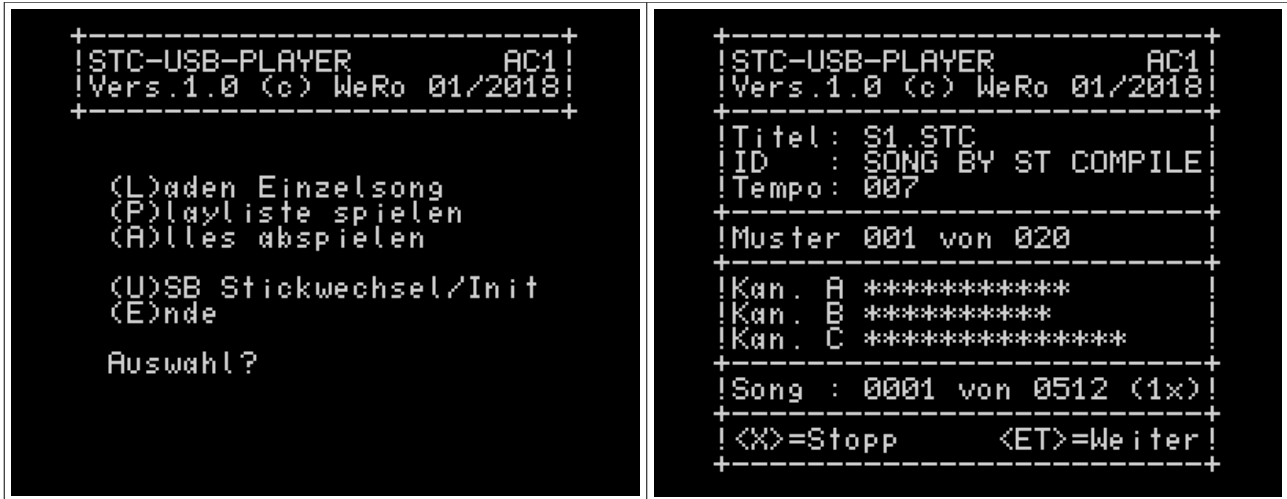 +--------------------------+
!STC-USB-PLAYER        AC1!
!Vers.1.0 (c) WeRo 01/2018!
+--------------------------+
(L)aden Einzelsong
(P)layliste spielen
(A)lles abspielen
(U)SB Stickwechsel/Init
(E)nde
Auswahl?
+--------------------------+
!STC-USB-PLAYER        AC1!
!Vers.1.0 (c) WeRo 01/2018!
+--------------------------+
!Titel: S1.STC            !
!ID   : SONG BY ST COMPILE!
!Tempo: 007               !
+--------------------------+
!Muster 001 von 020       !
+--------------------------+
!Kan. A ***********       !
!Kan. B **********        !
!Kan. C **************    !
+--------------------------+
!Song : 0001 von 0512 (1x)!
+--------------------------+
!<X>=Stopp     <ET>=Weiter!
+--------------------------+